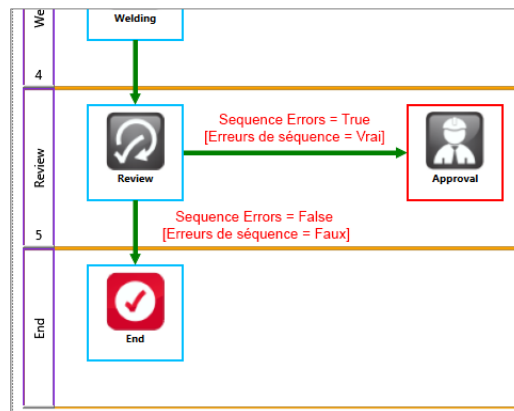 We
Welding
4
Review
Review
Sequence Errors = True
[Erreurs de séquence = Vrai]
Approval
Sequence Errors = False
[Erreurs de séquence = Faux]
5
End
End